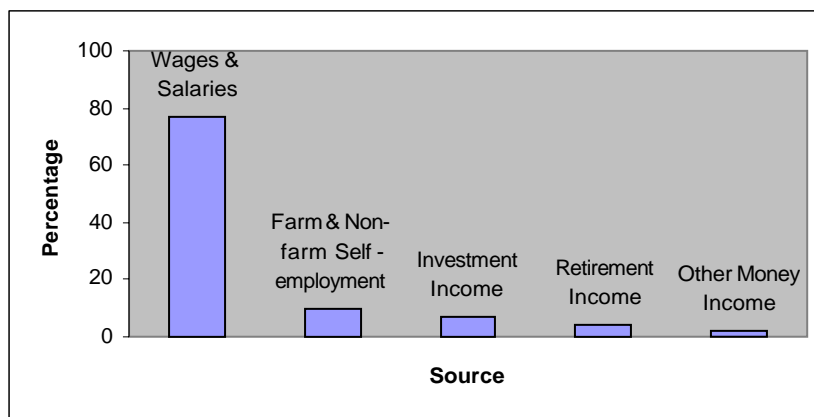 100
80
60
40
20
0
Percentage
Wages &
Salaries
Farm & Non-
farm Self -
employment
Investment
Income
Retirement
Income
Other Money
Income
Source